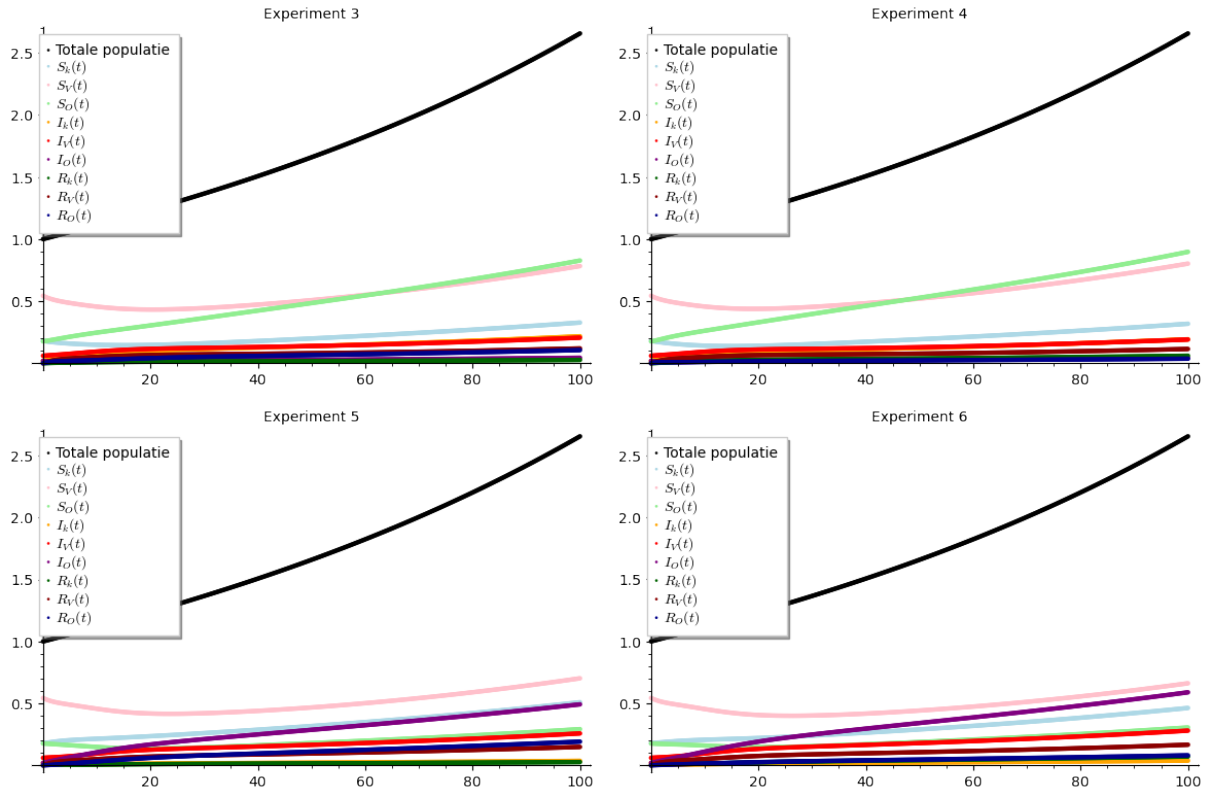 Experiment 3
2.5
2.0
1.5
1.0
0.5
20 40 60 80 100
Totale populatie
S_k(t)
S_V(t)
S_O(t)
I_k(t)
I_V(t)
I_O(t)
R_k(t)
R_V(t)
R_O(t)
Experiment 4
2.5
2.0
1.5
1.0
0.5
20 40 60 80 100
Totale populatie
S_k(t)
S_V(t)
S_O(t)
I_k(t)
I_V(t)
I_O(t)
R_k(t)
R_V(t)
R_O(t)
Experiment 5
2.5
2.0
1.5
1.0
0.5
20 40 60 80 100
Totale populatie
S_k(t)
S_V(t)
S_O(t)
I_k(t)
I_V(t)
I_O(t)
R_k(t)
R_V(t)
R_O(t)
Experiment 6
2.5
2.0
1.5
1.0
0.5
20 40 60 80 100
Totale populatie
S_k(t)
S_V(t)
S_O(t)
I_k(t)
I_V(t)
I_O(t)
R_k(t)
R_V(t)
R_O(t)